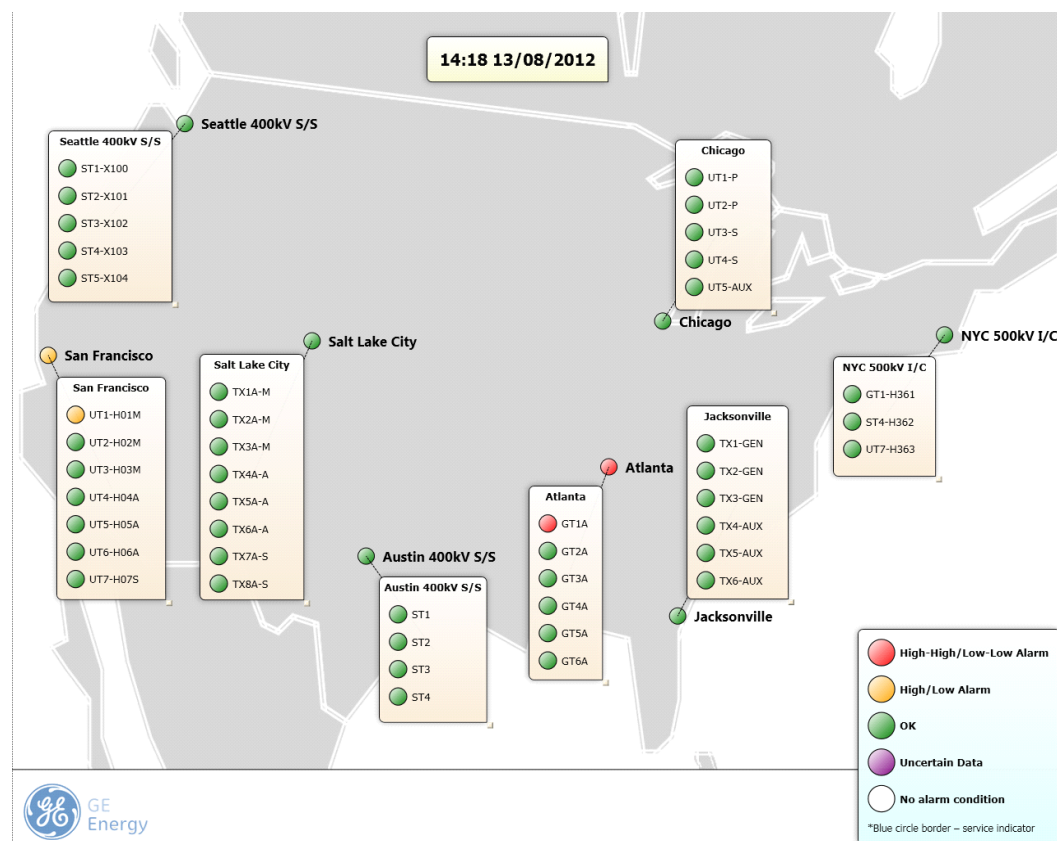 14:18 13/08/2012
Seattle 400kV S/S
Seattle 400kV S/S
ST1-X100
ST2-X101
ST3-X102
ST4-X103
ST5-X104
Chicago
UT1-P
UT2-P
UT3-S
UT4-S
UT5-AUX
Chicago
San Francisco
San Francisco
UT1-H01M
UT2-H02M
UT3-H03M
UT4-H04A
UT5-H05A
UT6-H06A
UT7-H07S
Salt Lake City
Salt Lake City
TX1A-M
TX2A-M
TX3A-M
TX4A-A
TX5A-A
TX6A-A
TX7A-S
TX8A-S
NYC 500kV I/C
NYC 500kV I/C
GT1-H361
ST4-H362
UT7-H363
Jacksonville
TX1-GEN
TX2-GEN
TX3-GEN
TX4-AUX
TX5-AUX
TX6-AUX
Jacksonville
Atlanta
Atlanta
GT1A
GT2A
GT3A
GT4A
GT5A
GT6A
Austin 400kV S/S
Austin 400kV S/S
ST1
ST2
ST3
ST4
High-High/Low-Low Alarm
High/Low Alarm
OK
Uncertain Data
No alarm condition
*Blue circle border – service indicator
GE
GE
Energy